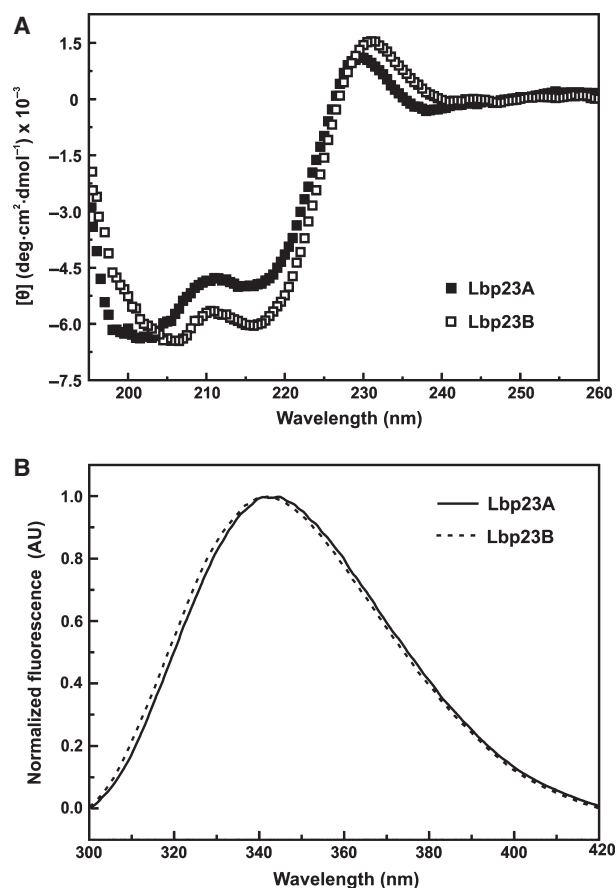 A
1.5
0
–1.5
–3.0
–4.5
–6.0
–7.5
[θ] (deg·cm²·dmol⁻¹) x 10⁻³
Lbp23A
Lbp23B
200 210 220 230 240 250 260
Wavelength (nm)
B
1.0
0.8
0.6
0.4
0.2
0.0
Normalized fluorescence (AU)
Lbp23A
Lbp23B
300 320 340 360 380 400 420
Wavelength (nm)